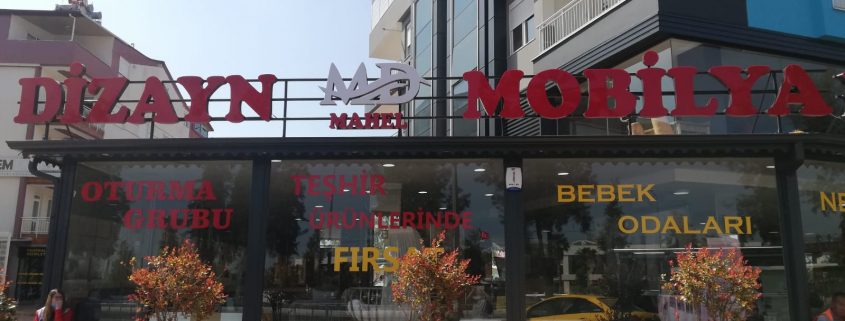 DİZAYN MD MOBİLYA
MAHEL
OTURMA
GRUBU
TEŞHİR
ÜRÜNLERİNDE
BEBEK
ODALARI